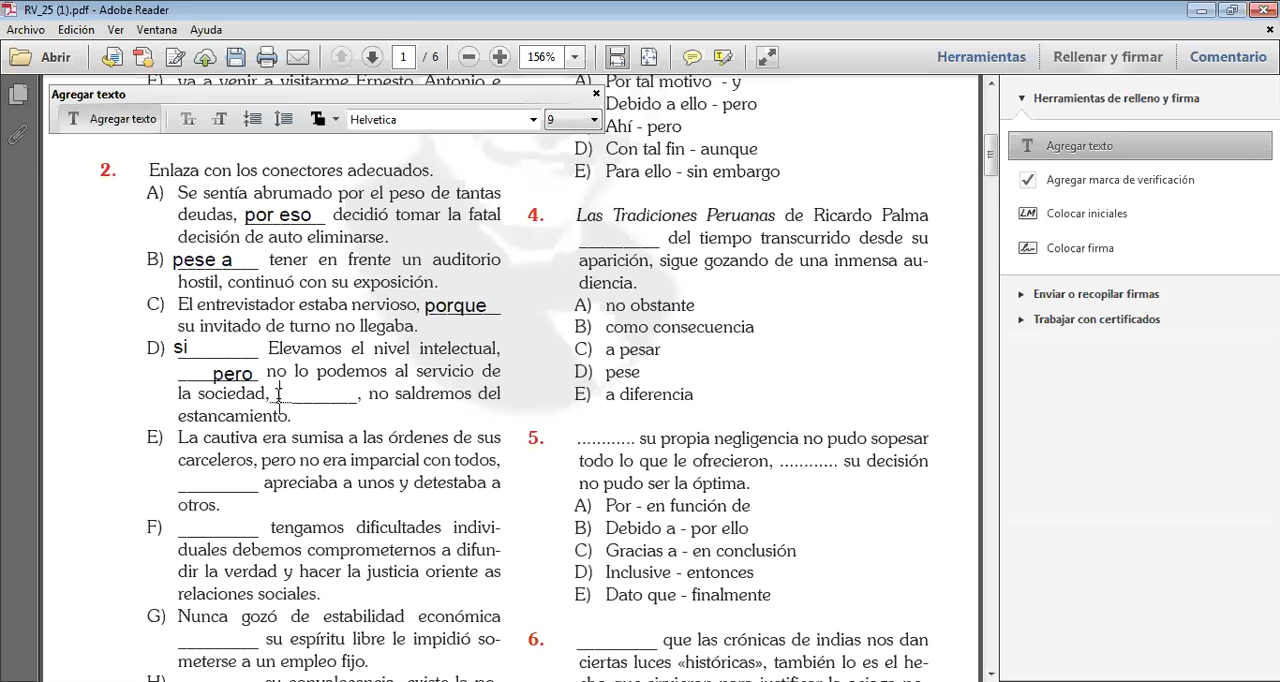 RV_25 (1).pdf - Adobe Reader
Archivo Edición Ver Ventana Ayuda
Abrir 1 / 6 156% Herramientas Rellenar y firmar Comentario
Agregar texto
Agregar texto Helvetica 9
E) va a venir a visitarme Ernesto, Antonio e
2. Enlaza con los conectores adecuados.
A) Se sentía abrumado por el peso de tantas
deudas, por eso decidió tomar la fatal
decisión de auto eliminarse.
B) pese a tener en frente un auditorio
hostil, continuó con su exposición.
C) El entrevistador estaba nervioso, porque
su invitado de turno no llegaba.
D) si _________ Elevamos el nivel intelectual,
pero no lo podemos al servicio de
la sociedad, _________, no saldremos del
estancamiento.
E) La cautiva era sumisa a las órdenes de sus
carceleros, pero no era imparcial con todos,
_________ apreciaba a unos y detestaba a
otros.
F) _________ tengamos dificultades indivi-
duales debemos comprometernos a difun-
dir la verdad y hacer la justicia oriente as
relaciones sociales.
G) Nunca gozó de estabilidad económica
_________ su espíritu libre le impidió so-
meterse a un empleo fijo.
A) Por tal motivo - y
Debido a ello - pero
Ahí - pero
D) Con tal fin - aunque
E) Para ello - sin embargo
4. Las Tradiciones Peruanas de Ricardo Palma
_________ del tiempo transcurrido desde su
aparición, sigue gozando de una inmensa au-
diencia.
A) no obstante
B) como consecuencia
C) a pesar
D) pese
E) a diferencia
5. ............ su propia negligencia no pudo sopesar
todo lo que le ofrecieron, ............ su decisión
no pudo ser la óptima.
A) Por - en función de
B) Debido a - por ello
C) Gracias a - en conclusión
D) Inclusive - entonces
E) Dato que - finalmente
6. _________ que las crónicas de indias nos dan
ciertas luces «históricas», también lo es el he-
Herramientas de relleno y firma
Agregar texto
Agregar marca de verificación
Colocar iniciales
Colocar firma
Enviar o recopilar firmas
Trabajar con certificados